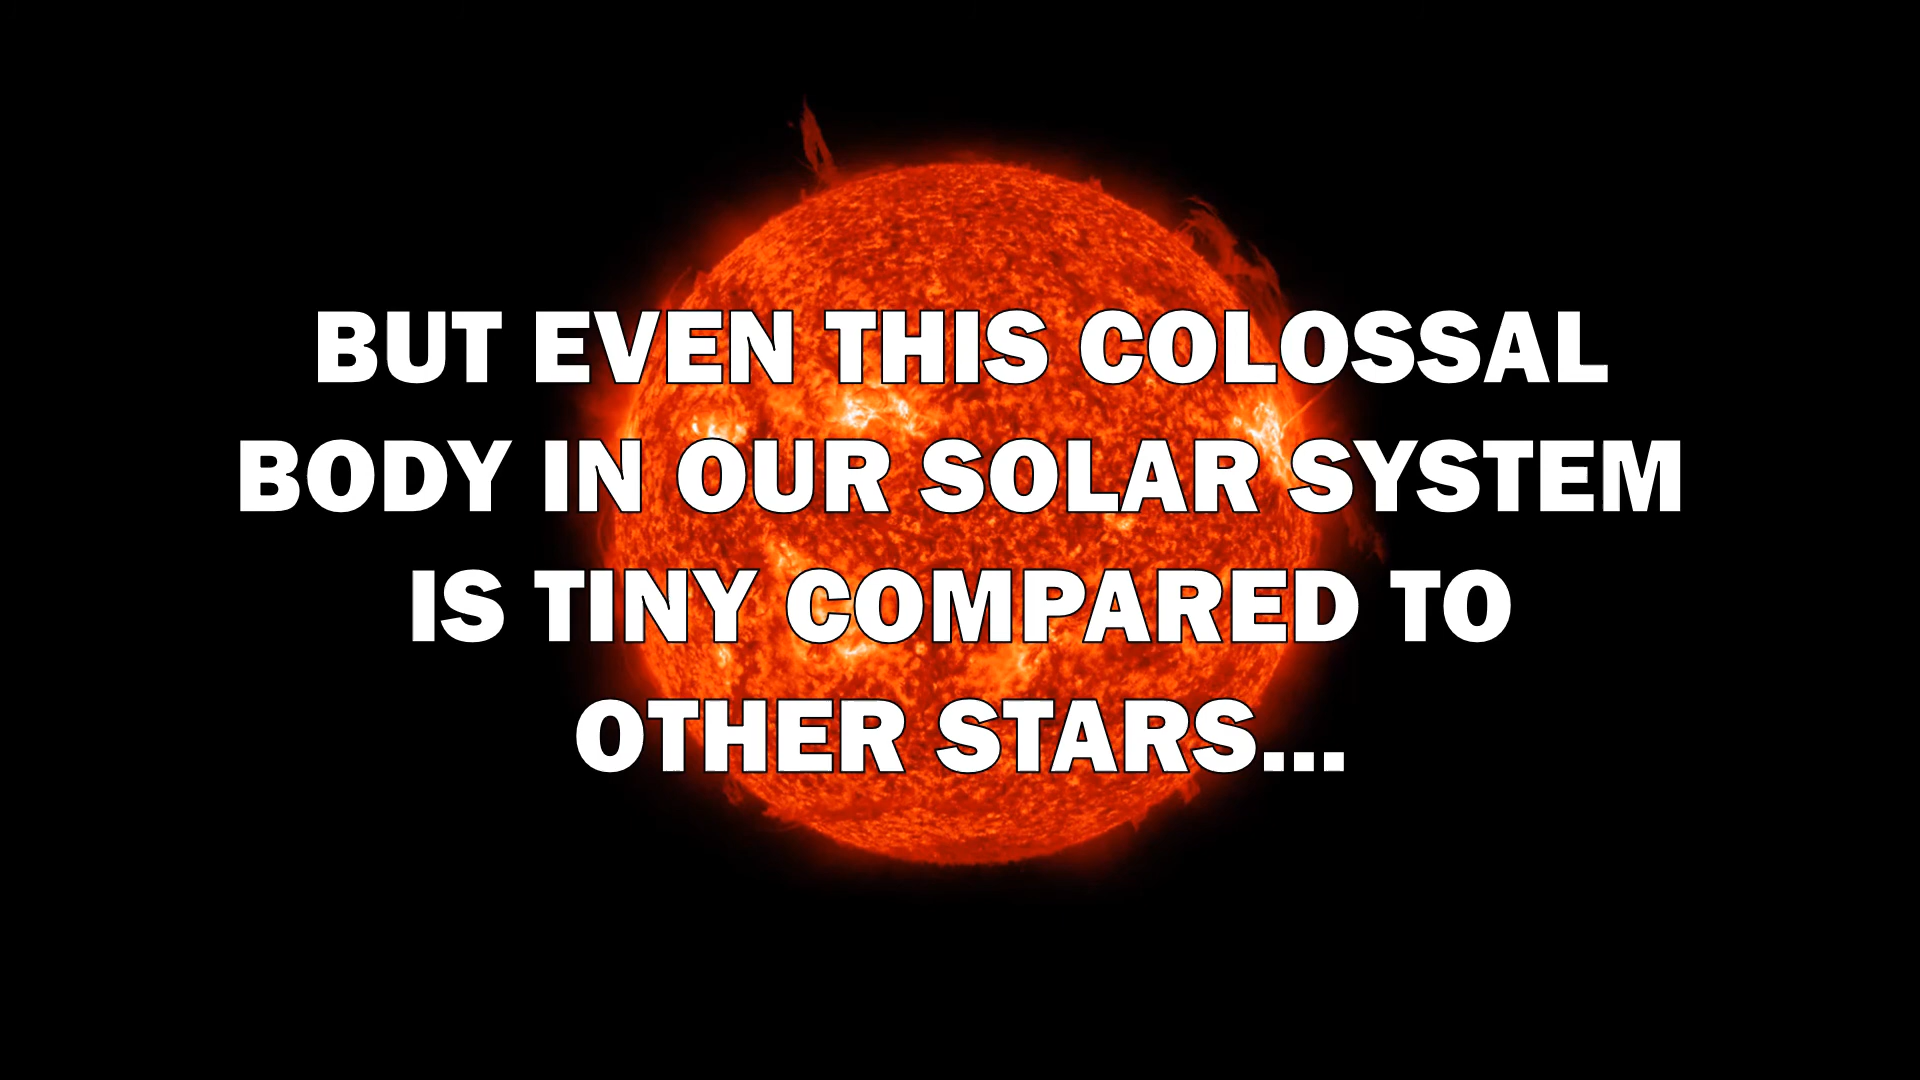 BUT EVEN THIS COLOSSAL
BODY IN OUR SOLAR SYSTEM
IS TINY COMPARED TO
OTHER STARS...